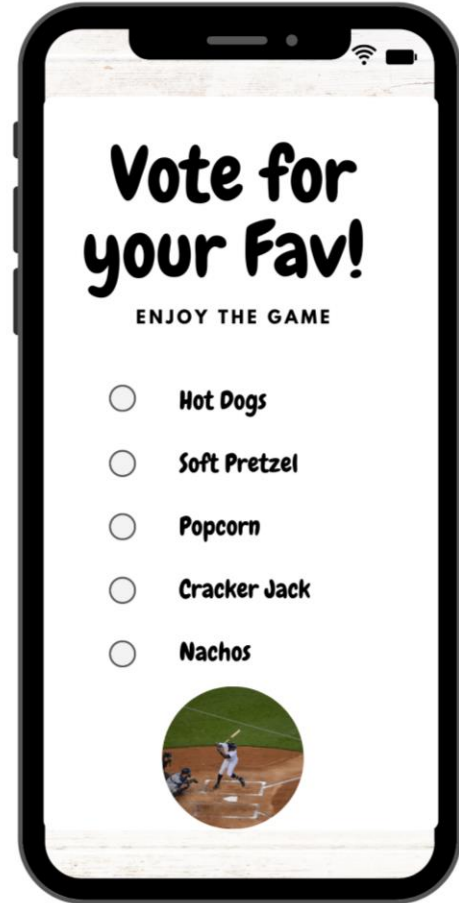 Vote for
your Fav!
ENJOY THE GAME
Hot Dogs
Soft Pretzel
Popcorn
Cracker Jack
Nachos